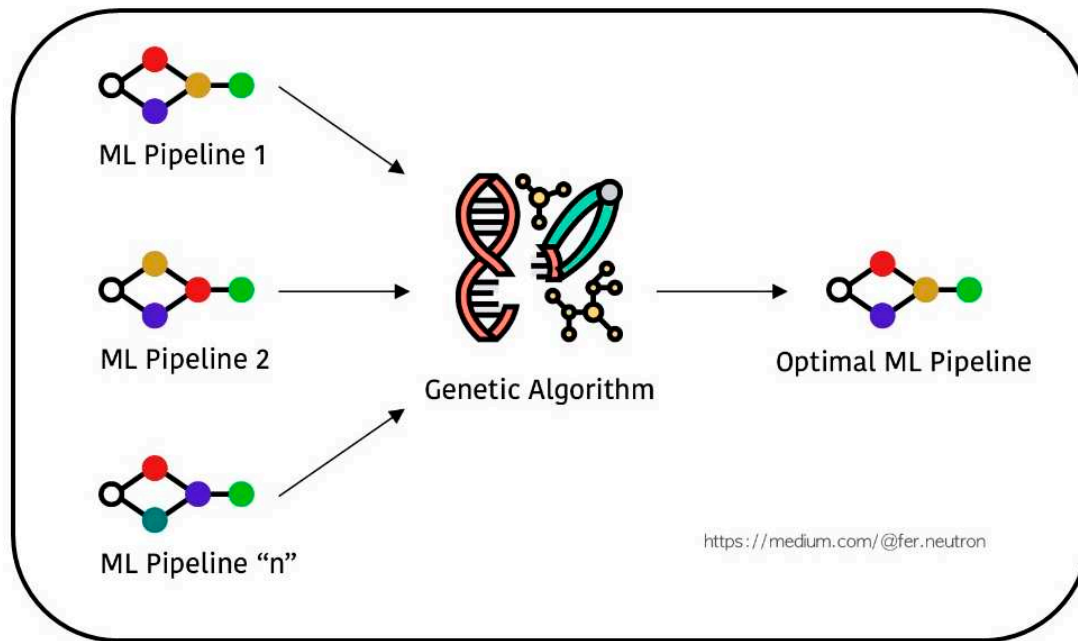 ML Pipeline 1
ML Pipeline 2
Genetic Algorithm
Optimal ML Pipeline
ML Pipeline “n”
https://medium.com/@fer.neutron